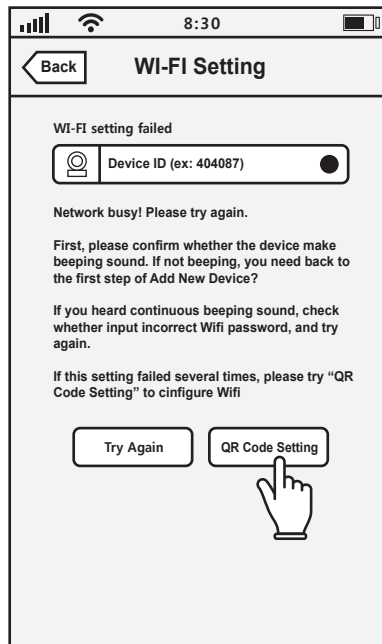 8:30
Back
WI-FI Setting
WI-FI setting failed
Device ID (ex: 404087)
Network busy! Please try again.
First, please confirm whether the device make
beeping sound. If not beeping, you need back to
the first step of Add New Device?
If you heard continuous beeping sound, check
whether input incorrect Wifi password, and try
again.
If this setting failed several times, please try “QR
Code Setting” to cinfigure Wifi
Try Again
QR Code Setting